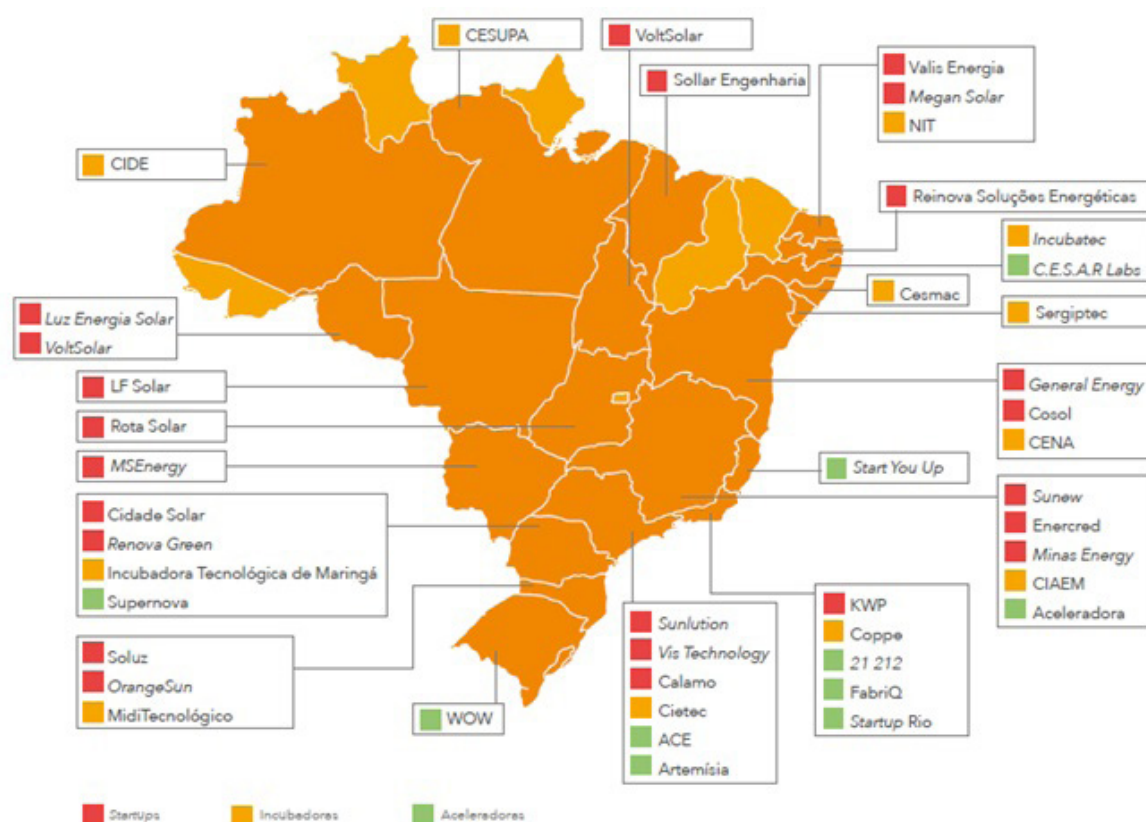 CESUPA
VoltSolar
Sollar Engenharia
Valis Energia
Megan Solar
NIT
CIDE
Reinova Soluções Energéticas
Incubatec
C.E.S.A.R Labs
Cesmac
Sergiptec
Luz Energia Solar
VoltSolar
LF Solar
Rota Solar
MSEnergy
General Energy
Cosol
CENA
Start You Up
Cidade Solar
Renova Green
Incubadora Tecnológica de Maringá
Supernova
Sunew
Enercred
Minas Energy
CIAEM
Aceleradora
Soluz
OrangeSun
MidiTecnológico
WOW
Sunlution
Vis Technology
Calamo
Cietec
ACE
Artemísia
KWP
Coppe
21 212
FabriQ
Startup Rio
StartUps
Incubadoras
Aceleradoras